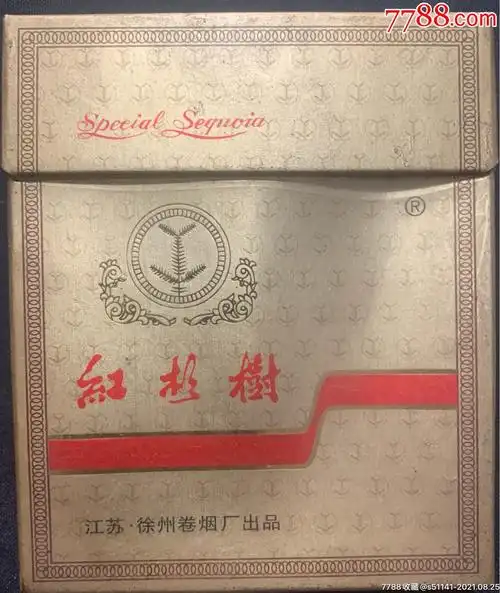 7788.com
Special Sequoia
®
紅杉樹
江苏·徐州卷烟厂出品
7788收藏@s51141-2021.08.25